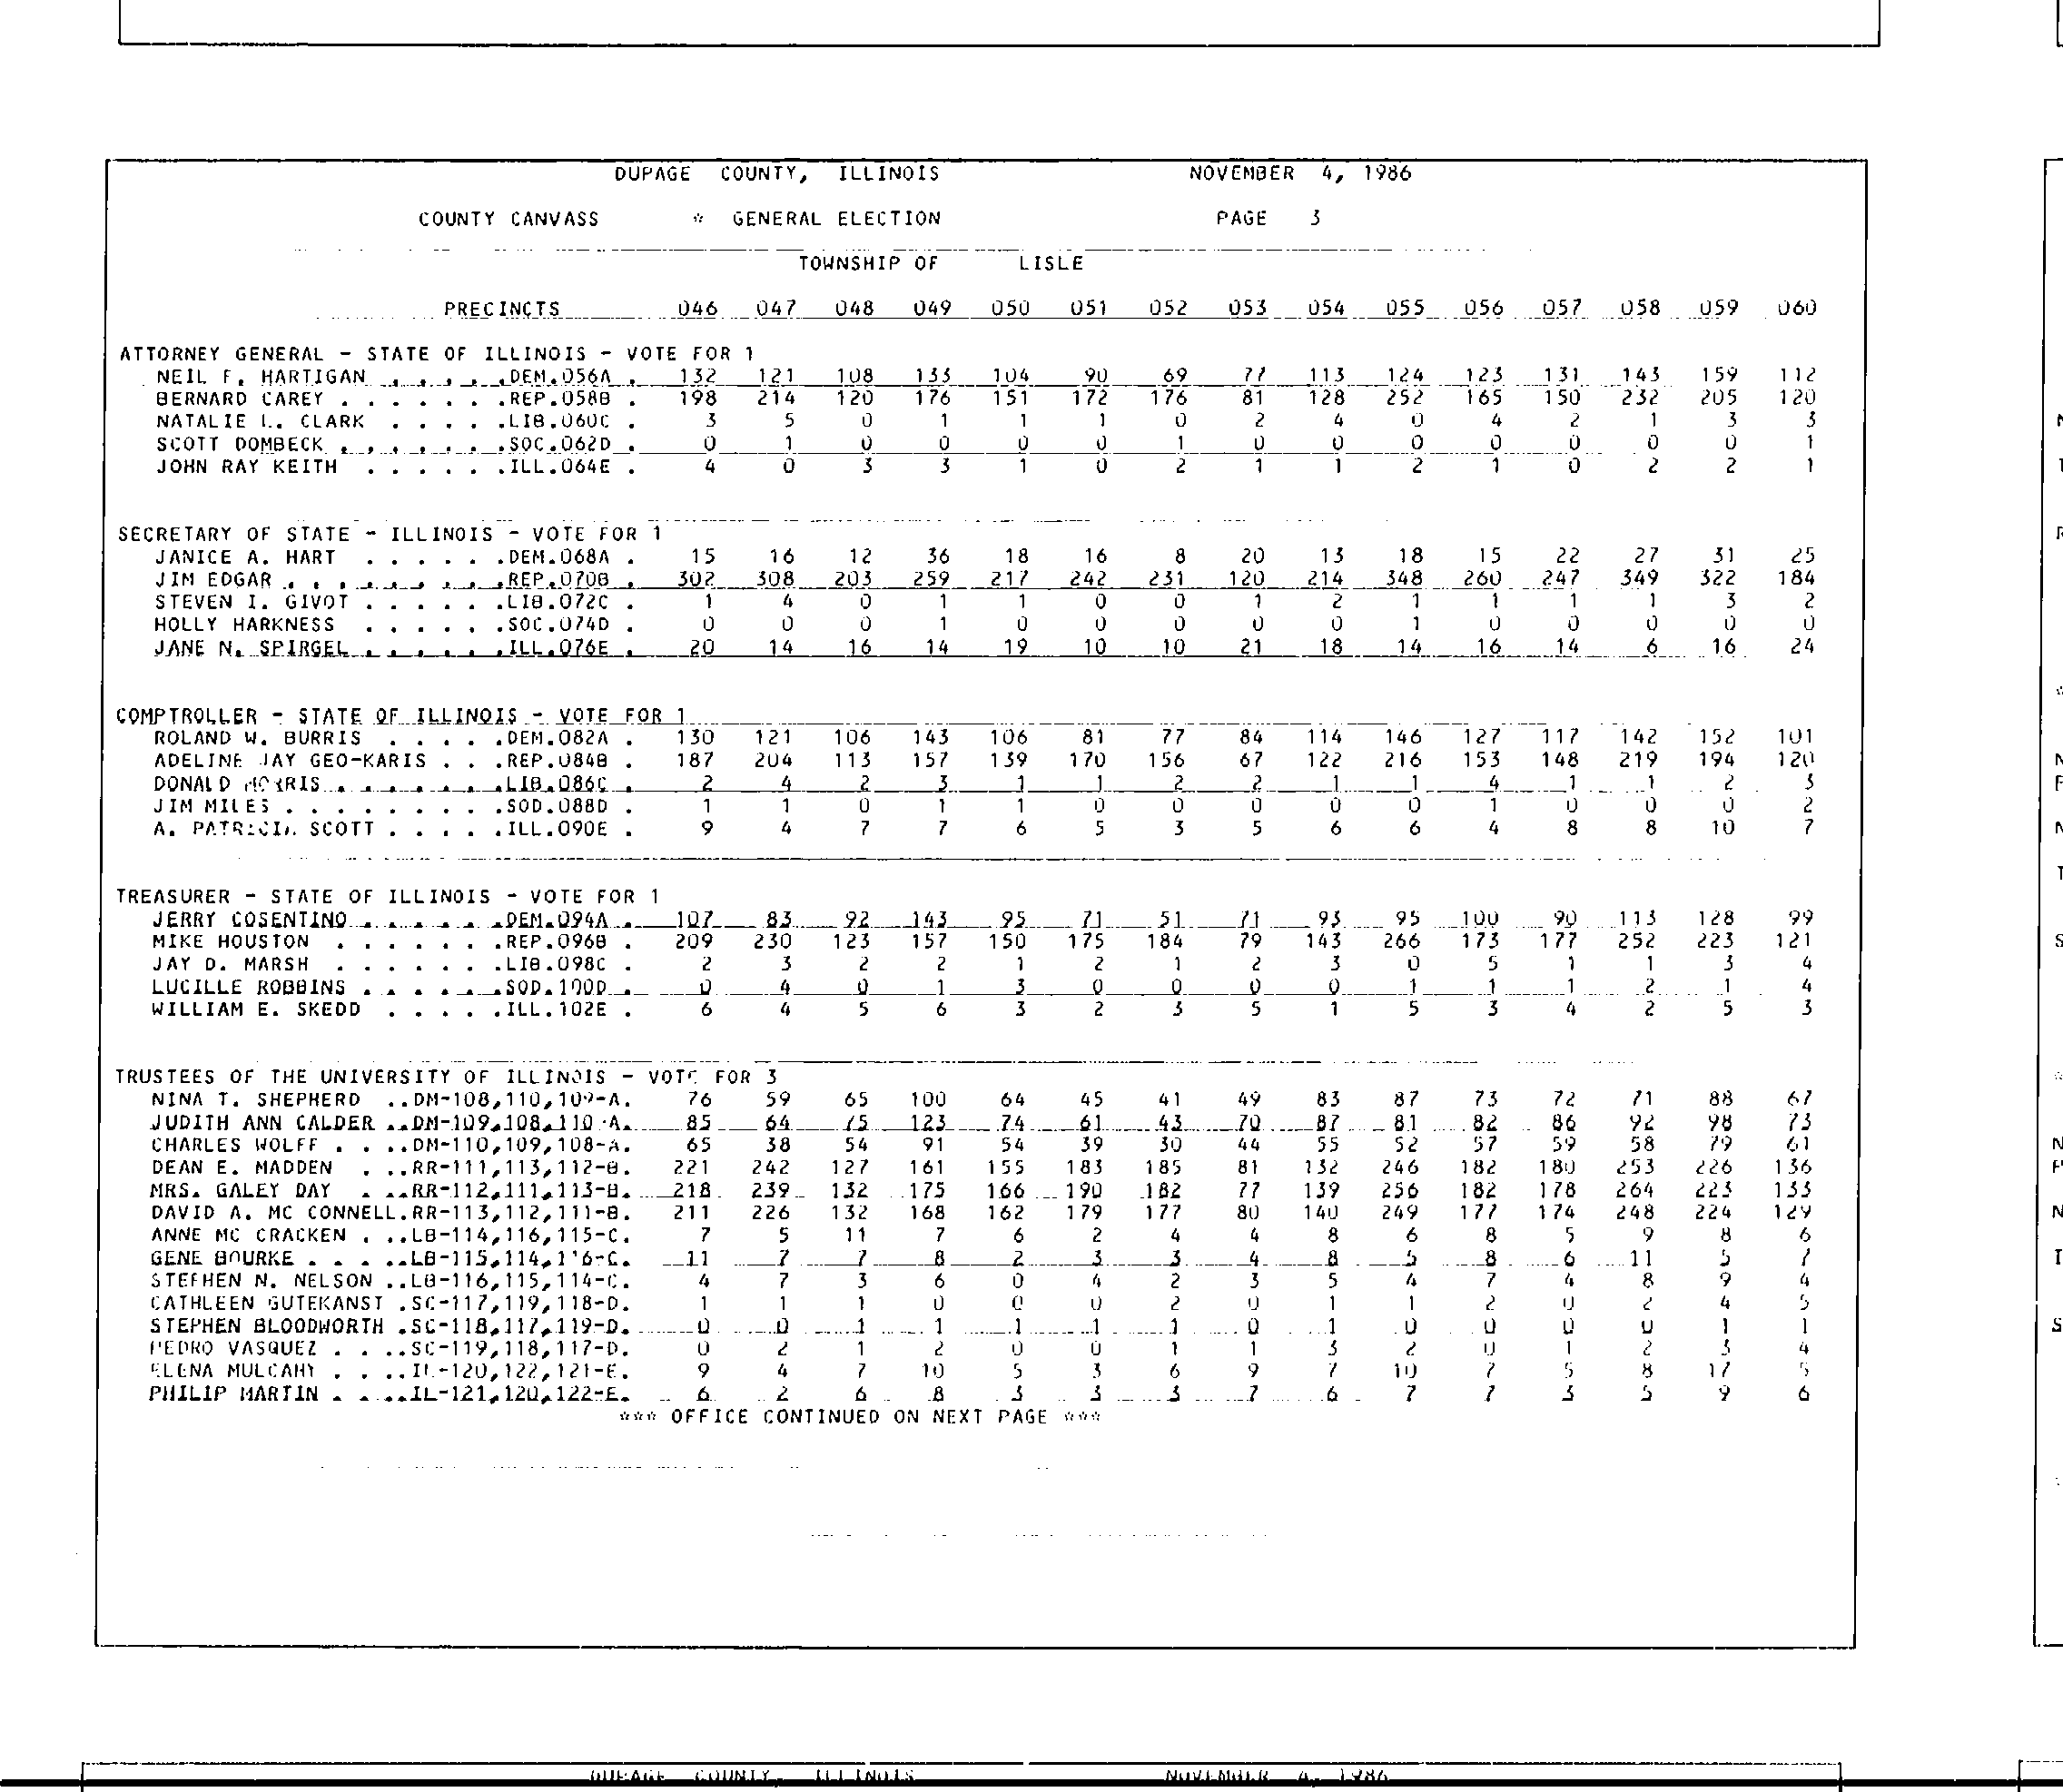 DUPAGE COUNTY, ILLINOIS NOVEMBER 4, 1986
COUNTY CANVASS * GENERAL ELECTION PAGE 3
TOWNSHIP OF LISLE
PRECINCTS 046 047 048 049 050 051 052 053 054 055 056 057 058 059 060
ATTORNEY GENERAL - STATE OF ILLINOIS - VOTE FOR 1
NEIL F. HARTIGAN . . . . . .DEM.056A . 132 121 108 133 104 90 69 77 113 124 123 131 143 159 112
BERNARD CAREY . . . . . . .REP.058B . 198 214 120 176 151 172 176 81 128 252 165 150 232 205 120
NATALIE L. CLARK . . . . .LIB.060C . 3 5 0 1 1 1 0 2 4 0 4 2 1 3 3
SCOTT DOMBECK . . . . . . .SOC.062D . 0 1 0 0 0 0 1 0 0 0 0 0 0 0 1
JOHN RAY KEITH . . . . . .ILL.064E . 4 0 3 3 1 0 2 1 1 2 1 0 2 2 1
SECRETARY OF STATE - ILLINOIS - VOTE FOR 1
JANICE A. HART . . . . . .DEM.068A . 15 16 12 36 18 16 8 20 13 18 15 22 27 31 25
JIM EDGAR . . . . . . . . .REP.070B . 302 308 203 259 217 242 231 120 214 348 260 247 349 322 184
STEVEN I. GIVOT . . . . . .LIB.072C . 1 4 0 1 1 0 0 1 2 1 1 1 1 3 2
HOLLY HARKNESS . . . . . .SOC.074D . 0 0 0 1 0 0 0 0 0 1 0 0 0 0 0
JANE N. SPIRGEL . . . . . .ILL.076E . 20 14 16 14 19 10 10 21 18 14 16 14 6 16 24
COMPTROLLER - STATE OF ILLINOIS - VOTE FOR 1
ROLAND W. BURRIS . . . . .DEM.082A . 130 121 106 143 106 81 77 84 114 146 127 117 142 152 101
ADELINE JAY GEO-KARIS . . .REP.084B . 187 204 113 157 139 170 156 67 122 216 153 148 219 194 120
DONALD MORRIS . . . . . . .LIB.086C . 2 4 2 3 1 1 2 2 1 1 4 1 1 2 3
JIM MILES . . . . . . . . .SOD.088D . 1 1 0 1 1 0 0 0 0 0 1 0 0 0 2
A. PATRICIA SCOTT . . . . .ILL.090E . 9 4 7 7 6 5 3 5 6 6 4 8 8 10 7
TREASURER - STATE OF ILLINOIS - VOTE FOR 1
JERRY COSENTINO . . . . . .DEM.094A . 107 83 92 143 95 71 51 71 93 95 100 90 113 128 99
MIKE HOUSTON . . . . . . .REP.096B . 209 230 123 157 150 175 184 79 143 266 173 177 252 223 121
JAY D. MARSH . . . . . . .LIB.098C . 2 3 2 2 1 2 1 2 3 0 5 1 1 3 4
LUCILLE ROBBINS . . . . . .SOD.100D . 0 4 0 1 3 0 0 0 0 1 1 1 2 1 4
WILLIAM E. SKEDD . . . . .ILL.102E . 6 4 5 6 3 2 3 5 1 5 3 4 2 5 3
TRUSTEES OF THE UNIVERSITY OF ILLINOIS - VOTE FOR 3
NINA T. SHEPHERD ..DM-108,110,109-A. 76 59 65 100 64 45 41 49 83 87 73 72 71 88 67
JUDITH ANN CALDER ..DM-109,108,110-A. 85 64 75 123 74 61 43 70 87 81 82 86 92 98 73
CHARLES WOLFF . . ..DM-110,109,108-A. 65 38 54 91 54 39 30 44 55 52 57 59 58 79 61
DEAN E. MADDEN . ..RR-111,113,112-B. 221 242 127 161 155 183 185 81 132 246 182 180 253 226 136
MRS. GALEY DAY . ..RR-112,111,113-B. 218 239 132 175 166 190 182 77 139 256 182 178 264 223 133
DAVID A. MC CONNELL.RR-113,112,111-B. 211 226 132 168 162 179 177 80 140 249 177 174 248 224 129
ANNE MC CRACKEN . ..LB-114,116,115-C. 7 5 11 7 6 2 4 4 8 6 8 5 9 8 6
GENE BOURKE . . . ..LB-115,114,116-C. 11 7 7 8 2 3 3 4 8 5 8 6 11 5 7
STEPHEN N. NELSON ..LB-116,115,114-C. 4 7 3 6 0 4 2 3 5 4 7 4 8 9 4
CATHLEEN GUTEKANST .SC-117,119,118-D. 1 1 1 0 0 0 2 0 1 1 2 0 2 4 5
STEPHEN BLOODWORTH .SC-118,117,119-D. 0 0 1 1 1 1 1 0 1 0 0 0 0 1 1
PEDRO VASQUEZ . . ..SC-119,118,117-D. 0 2 1 2 0 0 1 1 3 2 0 1 2 3 4
ELENA MULCAHY . . ..IL-120,122,121-E. 9 4 7 10 5 3 6 9 7 10 7 5 8 17 5
PHILIP MARTIN . . ..IL-121,120,122-E. 6 2 6 8 3 3 3 7 6 7 7 3 5 9 6
*** OFFICE CONTINUED ON NEXT PAGE ***
DUPAGE COUNTY, ILLINOIS NOVEMBER 4, 1986